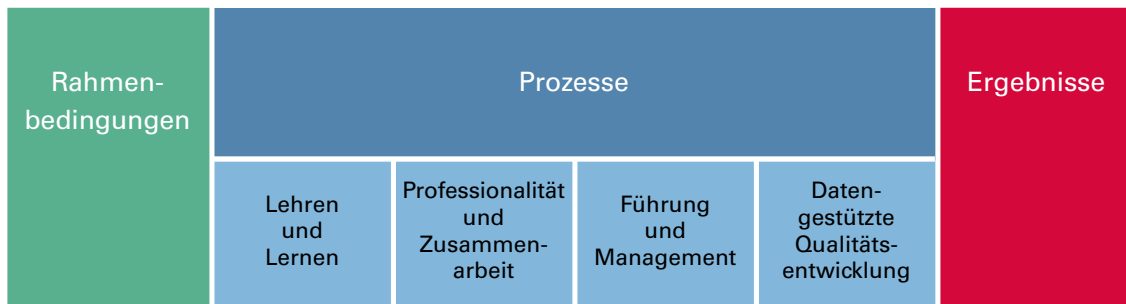 Rahmen-
bedingungen
Prozesse
Ergebnisse
Lehren
und
Lernen
Professionalität
und
Zusammen-
arbeit
Führung
und
Management
Daten-
gestützte
Qualitäts-
entwicklung